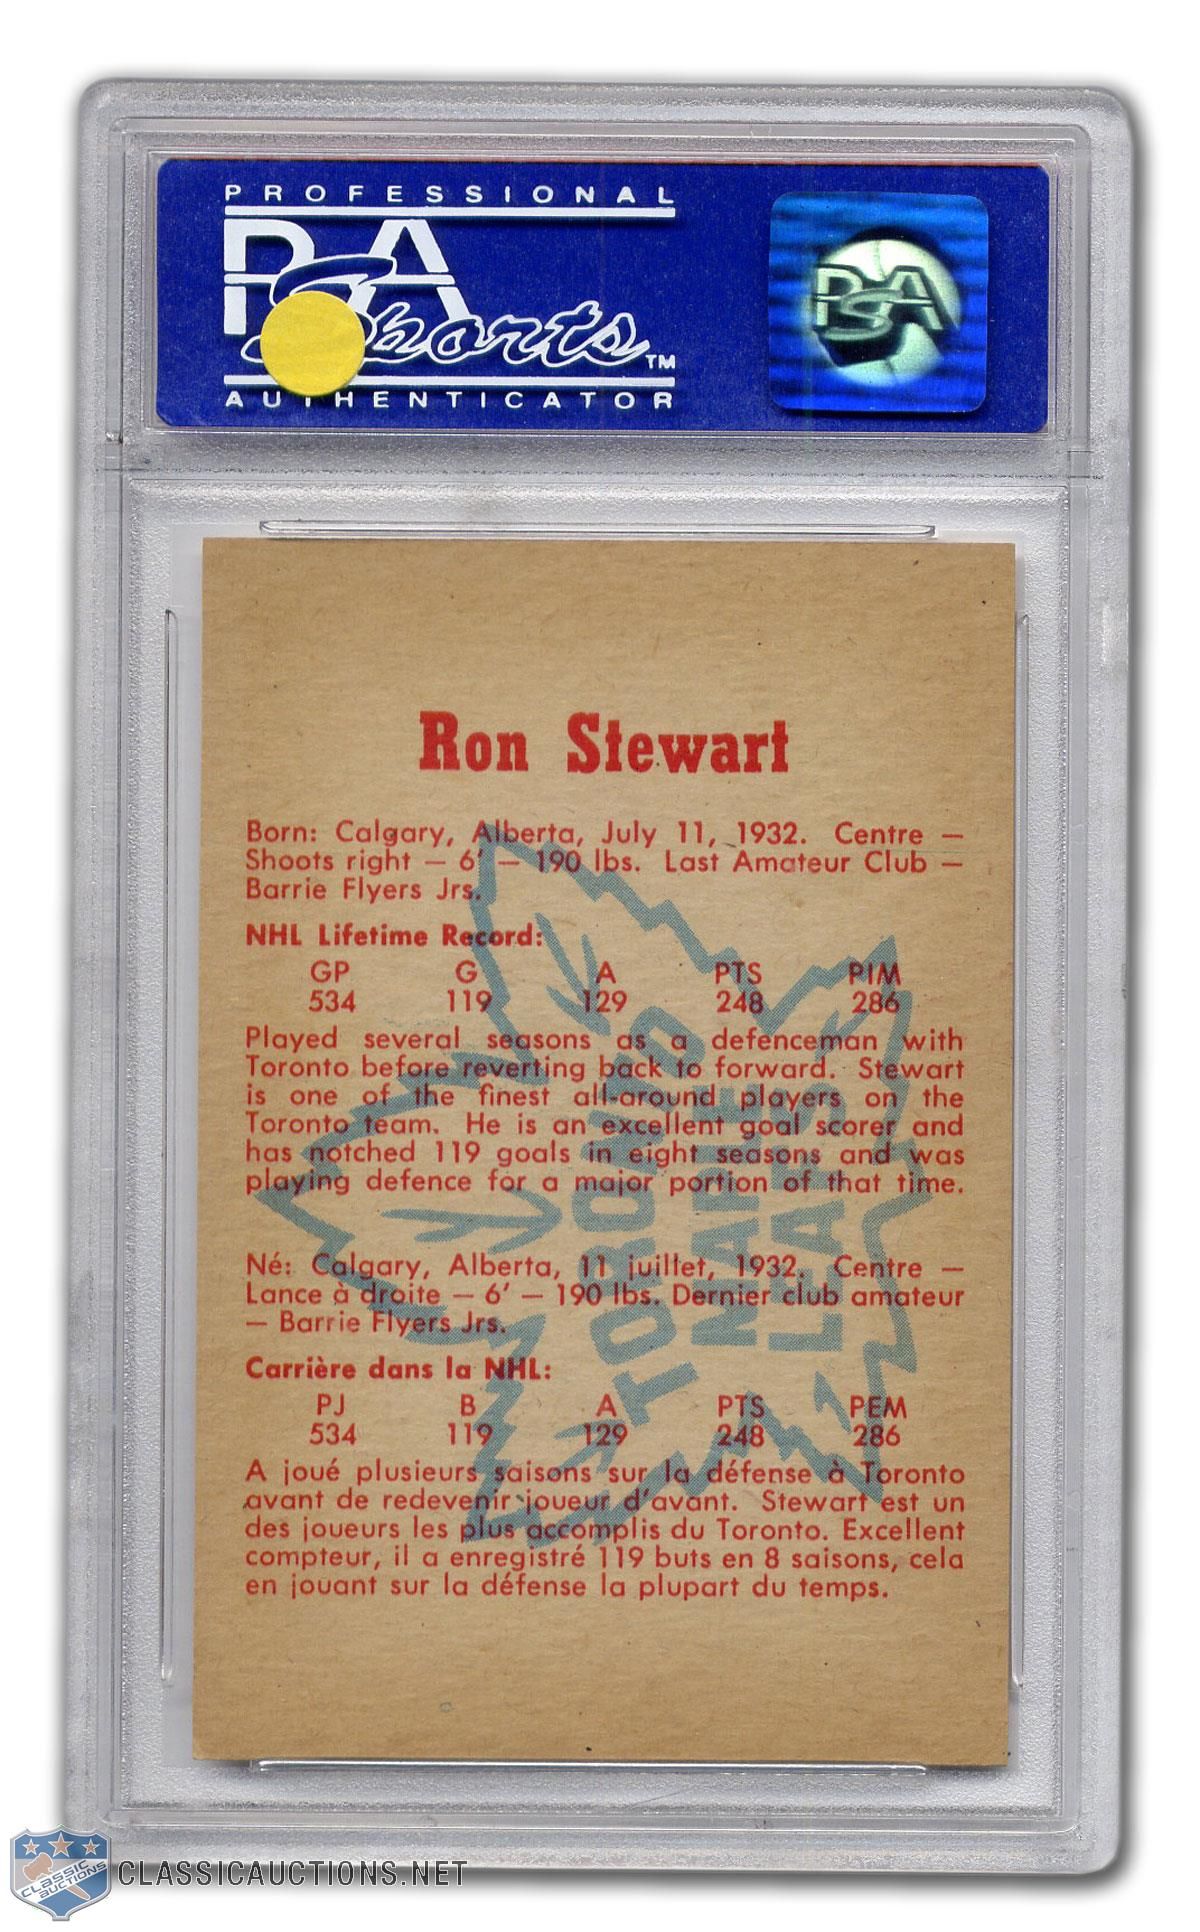 PROFESSIONAL
PSA
Sports™
AUTHENTICATOR
PSA
Ron Stewart
Born: Calgary, Alberta, July 11, 1932. Centre —
Shoots right — 6' — 190 lbs. Last Amateur Club —
Barrie Flyers Jrs.
NHL Lifetime Record:
GP G A PTS PIM
534 119 129 248 286
Played several seasons as a defenceman with
Toronto before reverting back to forward. Stewart
is one of the finest all-around players on the
Toronto team. He is an excellent goal scorer and
has notched 119 goals in eight seasons and was
playing defence for a major portion of that time.
Né: Calgary, Alberta, 11 juillet, 1932. Centre —
Lance à droite — 6' — 190 lbs. Dernier club amateur
— Barrie Flyers Jrs.
Carrière dans la NHL:
PJ B A PTS PEM
534 119 129 248 286
A joué plusieurs saisons sur la défense à Toronto
avant de redevenir joueur d'avant. Stewart est un
des joueurs les plus accomplis du Toronto. Excellent
compteur, il a enregistré 119 buts en 8 saisons, cela
en jouant sur la défense la plupart du temps.
TORONTO
MAPLE
LEAFS
CLASSIC
AUCTIONS
CLASSICAUCTIONS.NET